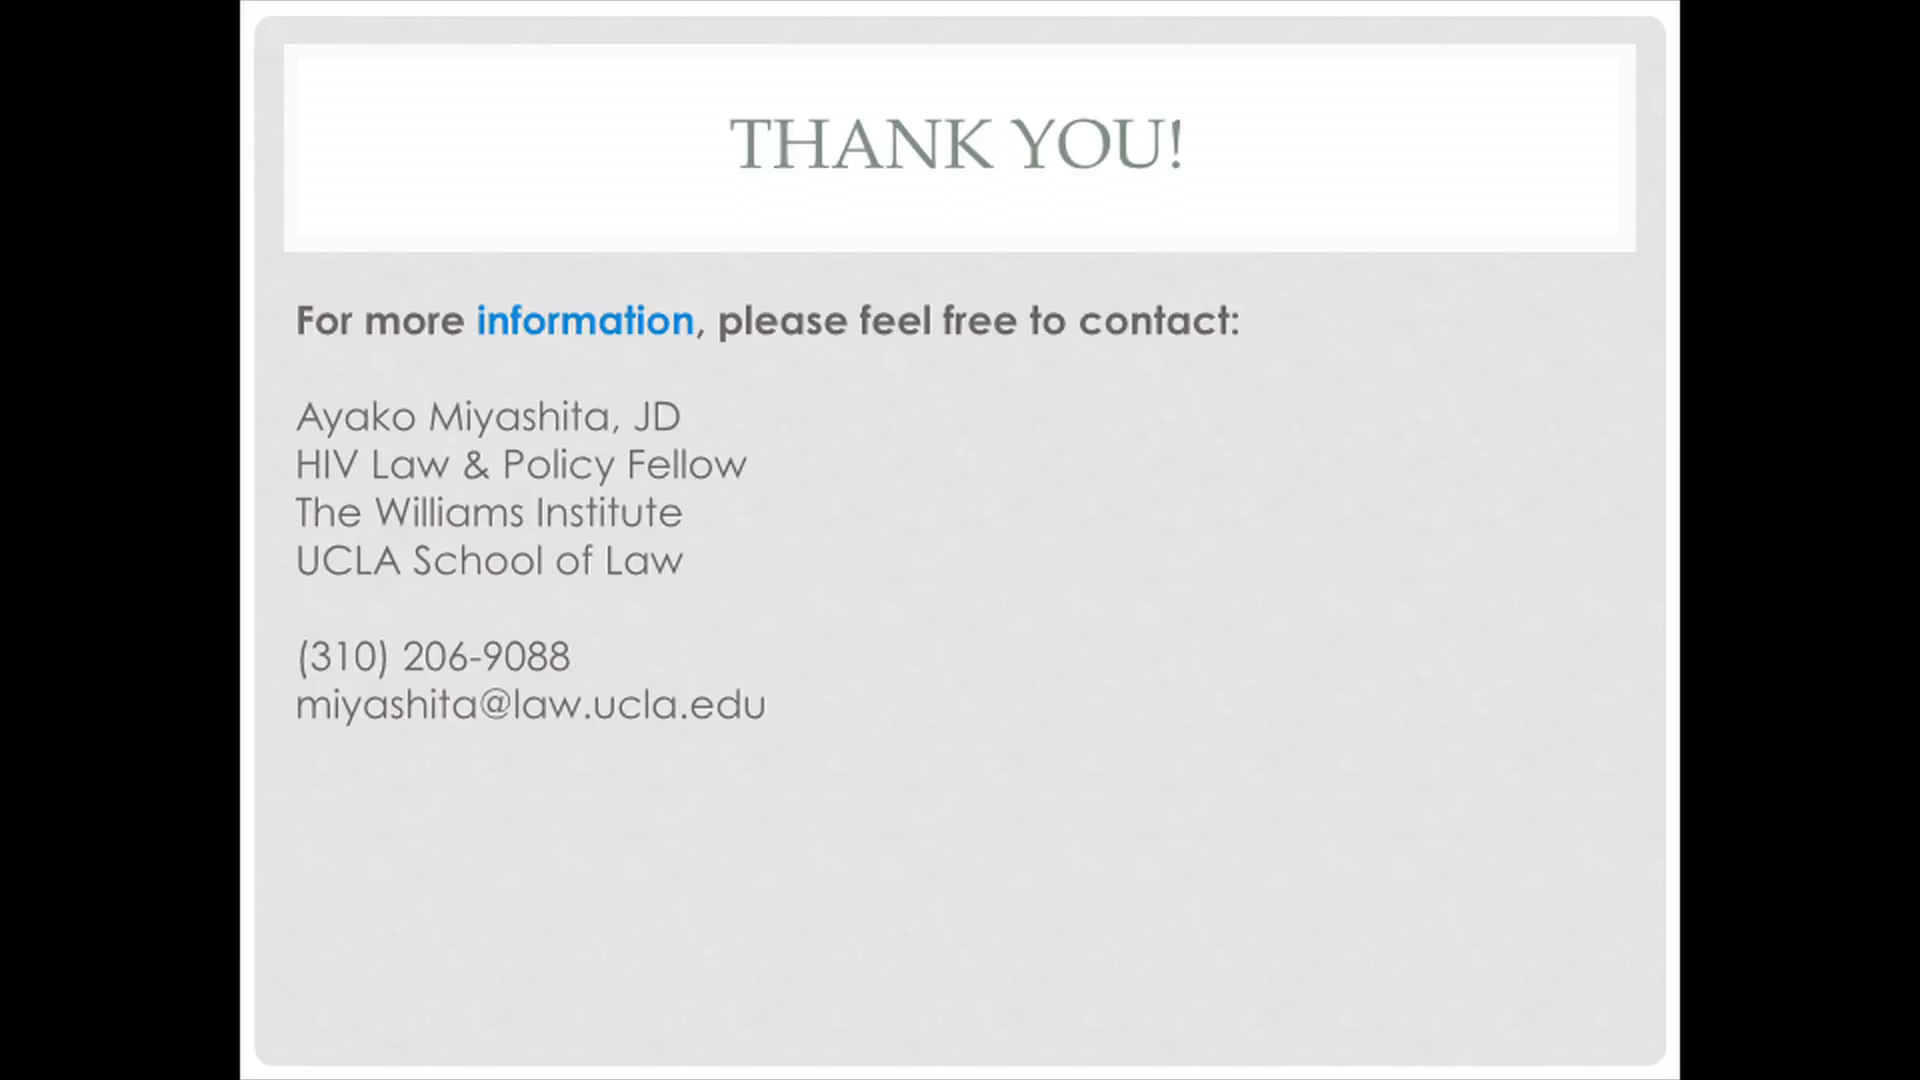 THANK YOU!
For more information, please feel free to contact:
Ayako Miyashita, JD
HIV Law & Policy Fellow
The Williams Institute
UCLA School of Law
(310) 206-9088
miyashita@law.ucla.edu